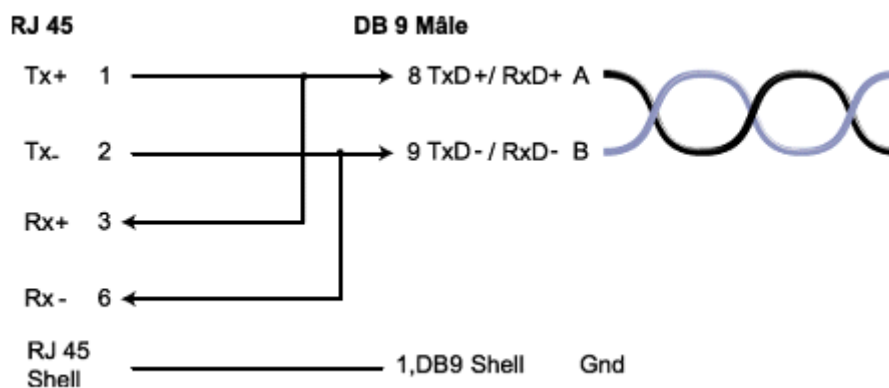 RJ 45 DB 9 Mâle
Tx+ 1 8 TxD+/ RxD+ A
Tx- 2 9 TxD- / RxD- B
Rx+ 3
Rx - 6
RJ 45
Shell
1,DB9 Shell Gnd